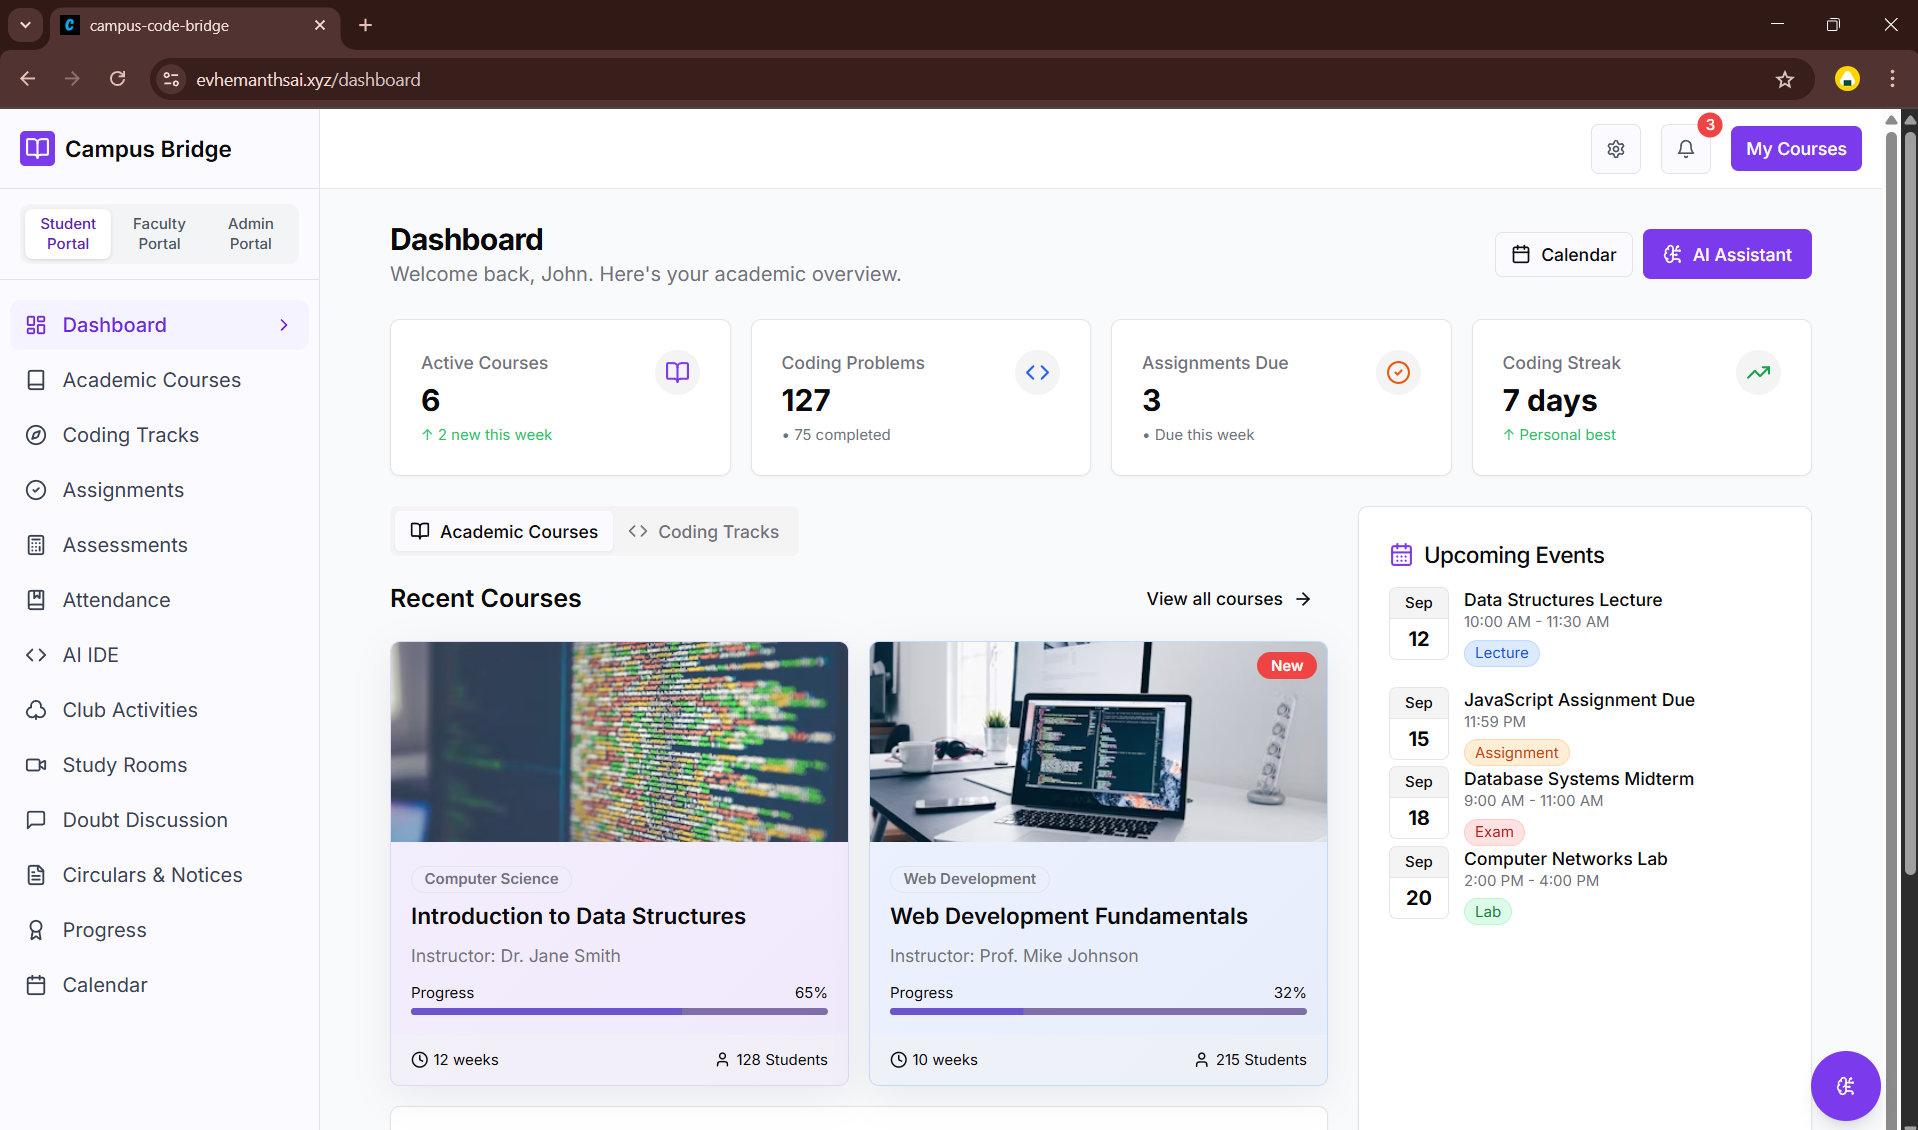 campus-code-bridge
evhemanthsai.xyz/dashboard
Campus Bridge
3
My Courses
Student Portal
Faculty Portal
Admin Portal
Dashboard
Academic Courses
Coding Tracks
Assignments
Assessments
Attendance
AI IDE
Club Activities
Study Rooms
Doubt Discussion
Circulars & Notices
Progress
Calendar
Dashboard
Welcome back, John. Here's your academic overview.
Calendar
AI Assistant
Active Courses
6
↑ 2 new this week
Coding Problems
127
• 75 completed
Assignments Due
3
• Due this week
Coding Streak
7 days
↑ Personal best
Academic Courses
Coding Tracks
Recent Courses
View all courses →
Computer Science
Introduction to Data Structures
Instructor: Dr. Jane Smith
Progress 65%
12 weeks
128 Students
New
Web Development
Web Development Fundamentals
Instructor: Prof. Mike Johnson
Progress 32%
10 weeks
215 Students
Upcoming Events
Sep
12
Data Structures Lecture
10:00 AM - 11:30 AM
Lecture
Sep
15
JavaScript Assignment Due
11:59 PM
Assignment
Sep
18
Database Systems Midterm
9:00 AM - 11:00 AM
Exam
Sep
20
Computer Networks Lab
2:00 PM - 4:00 PM
Lab